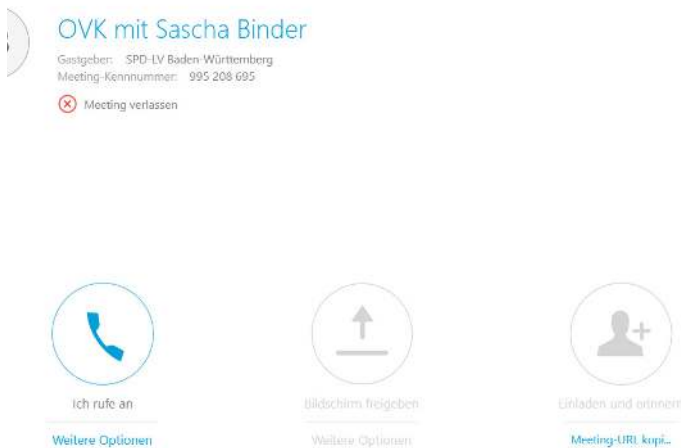 OVK mit Sascha Binder
Gastgeber: SPD-LV Baden-Württemberg
Meeting-Kennnummer: 995 208 695
Meeting verlassen
Ich rufe an
Bildschirm freigeben
Einladen und erinnern
Weitere Optionen
Weitere Optionen
Meeting-URL kopi...